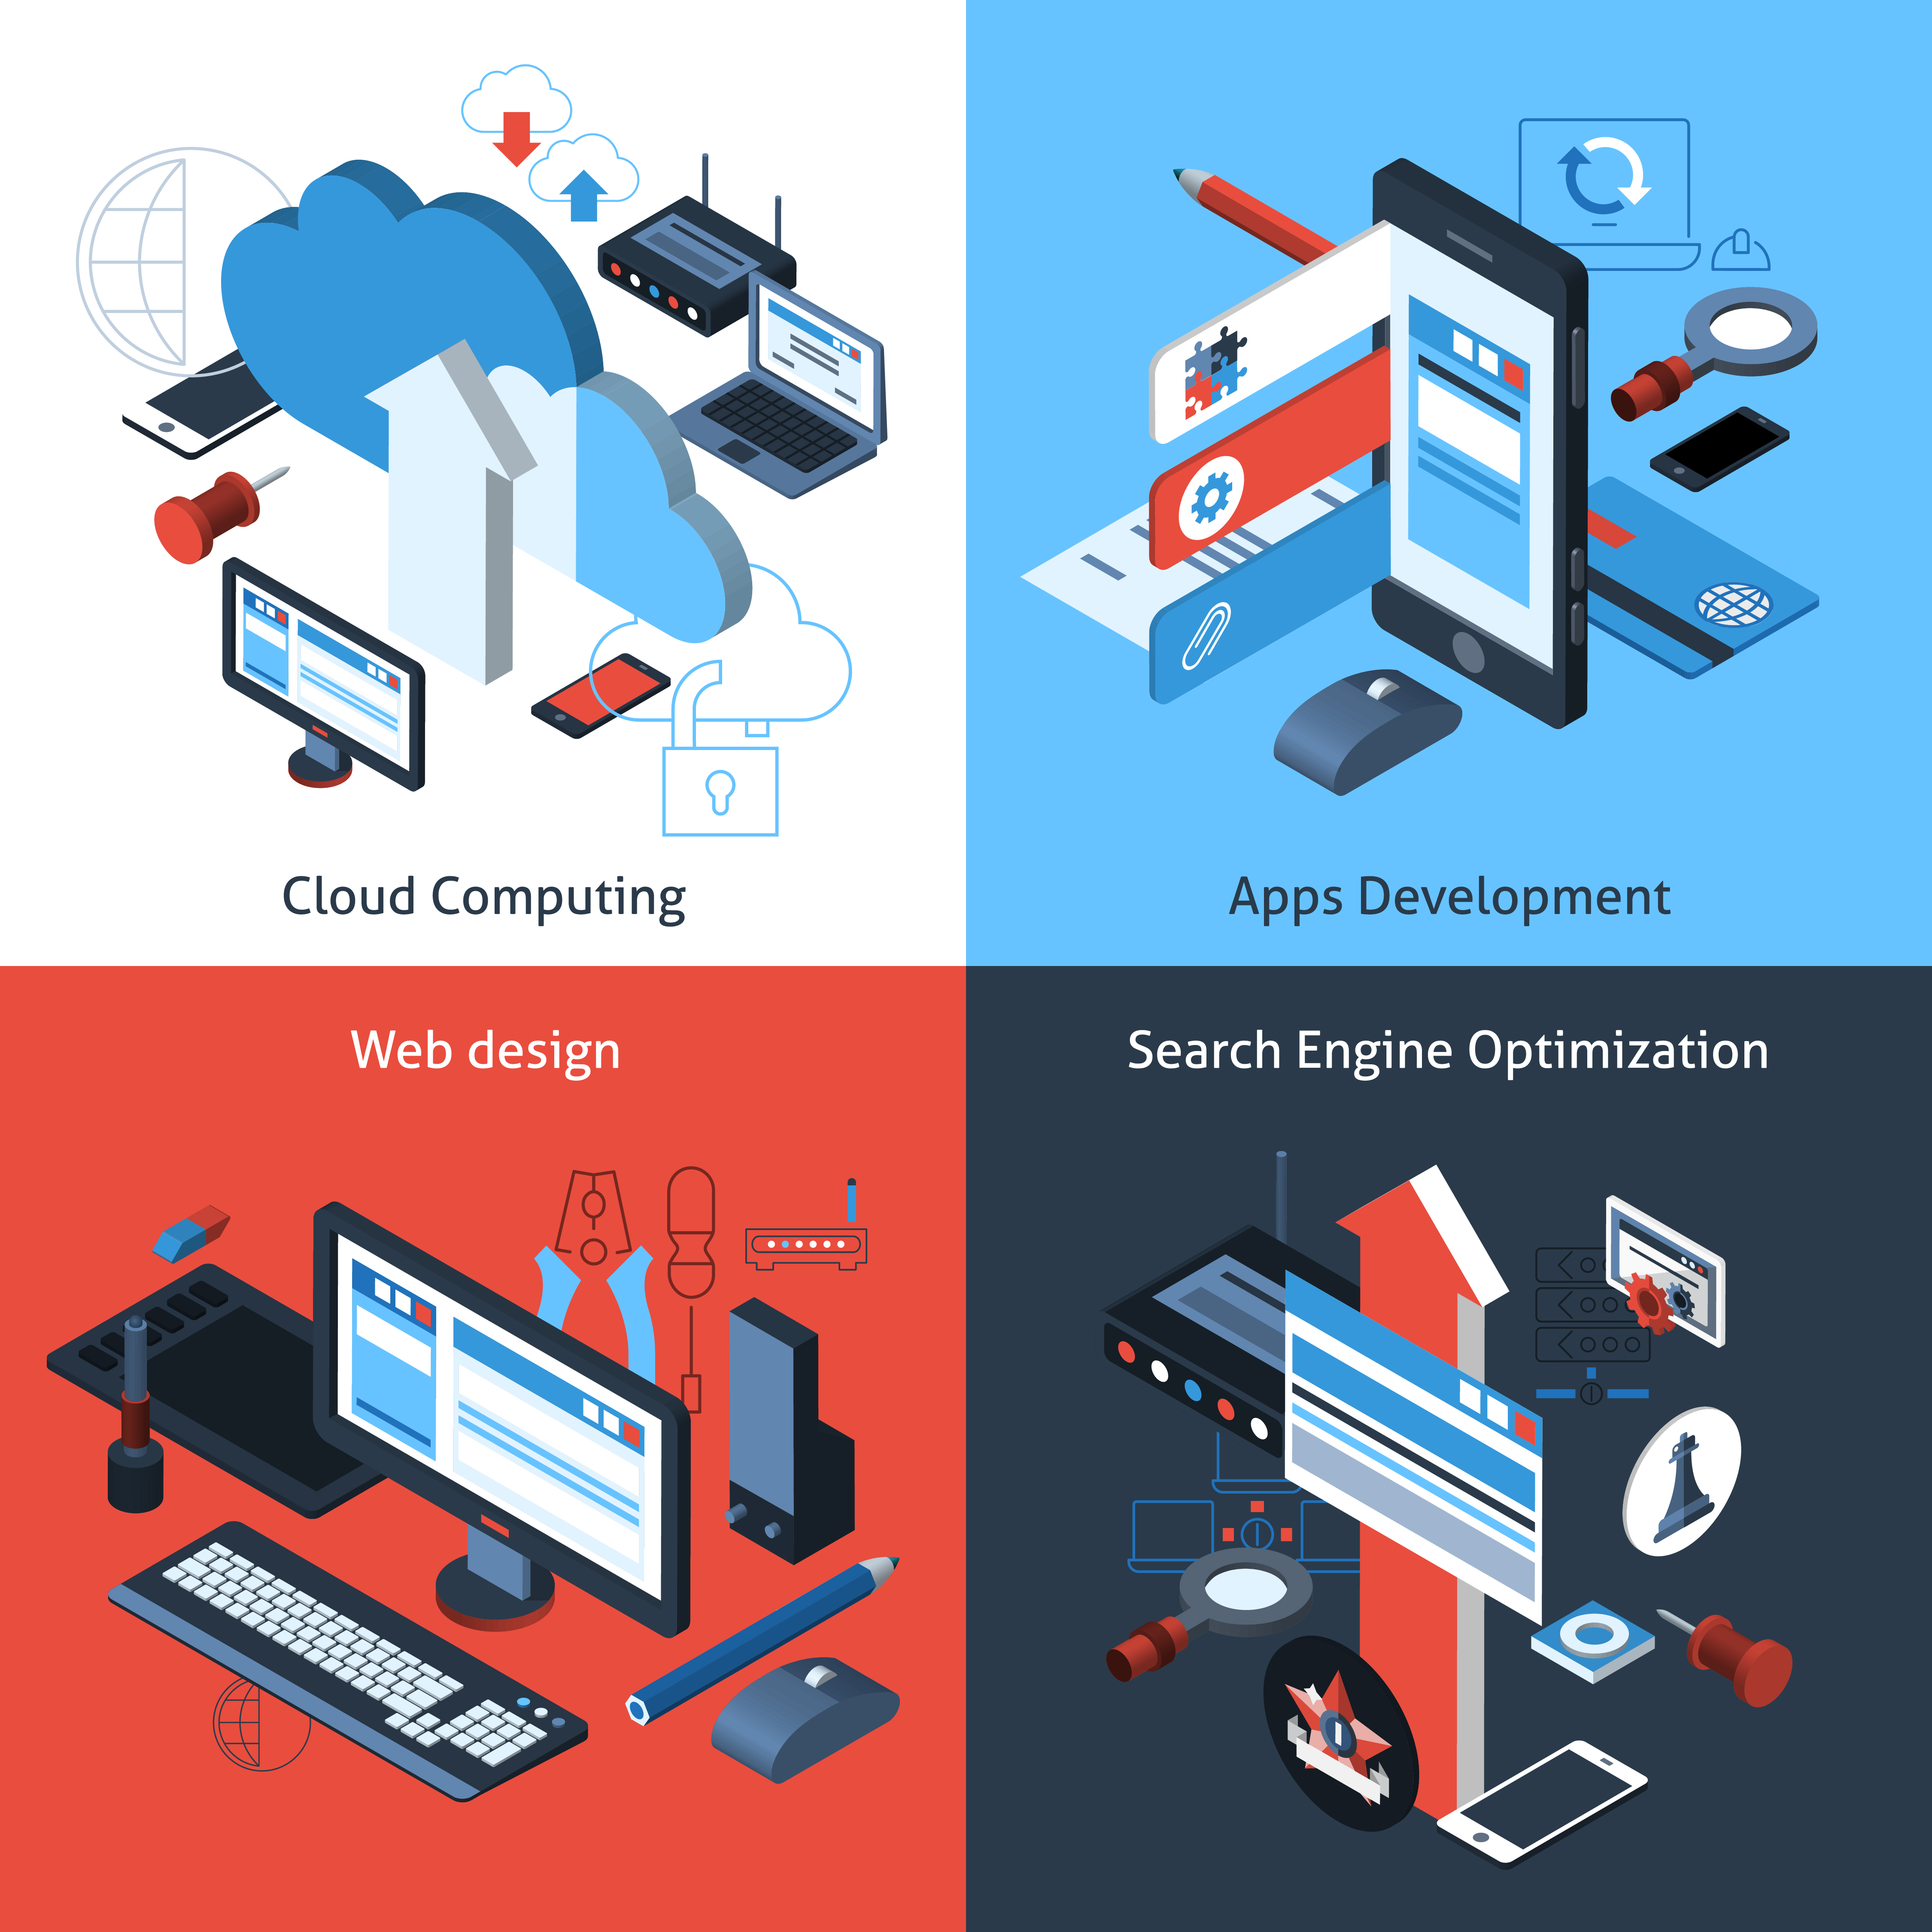 Cloud Computing
Apps Development
Web design
Search Engine Optimization